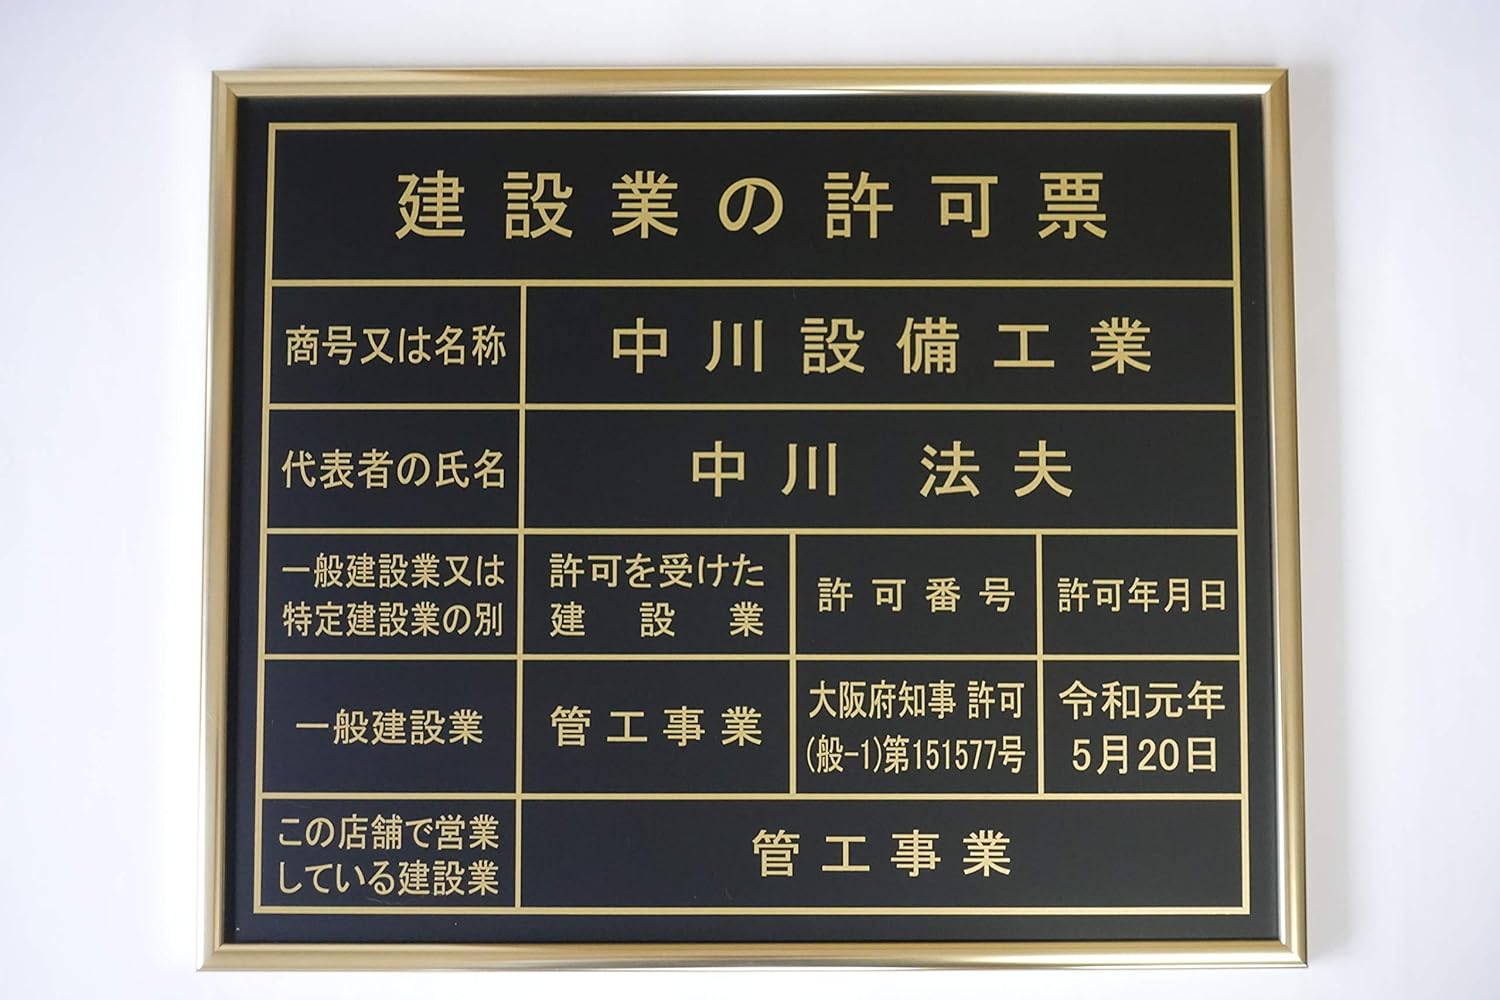 建設業の許可票
商号又は名称
中川設備工業
代表者の氏名
中川 法夫
一般建設業又は
特定建設業の別
許可を受けた
建設業
許可番号
許可年月日
一般建設業
管工事業
大阪府知事 許可
(般-1)第151577号
令和元年
5月20日
この店舗で営業
している建設業
管工事業